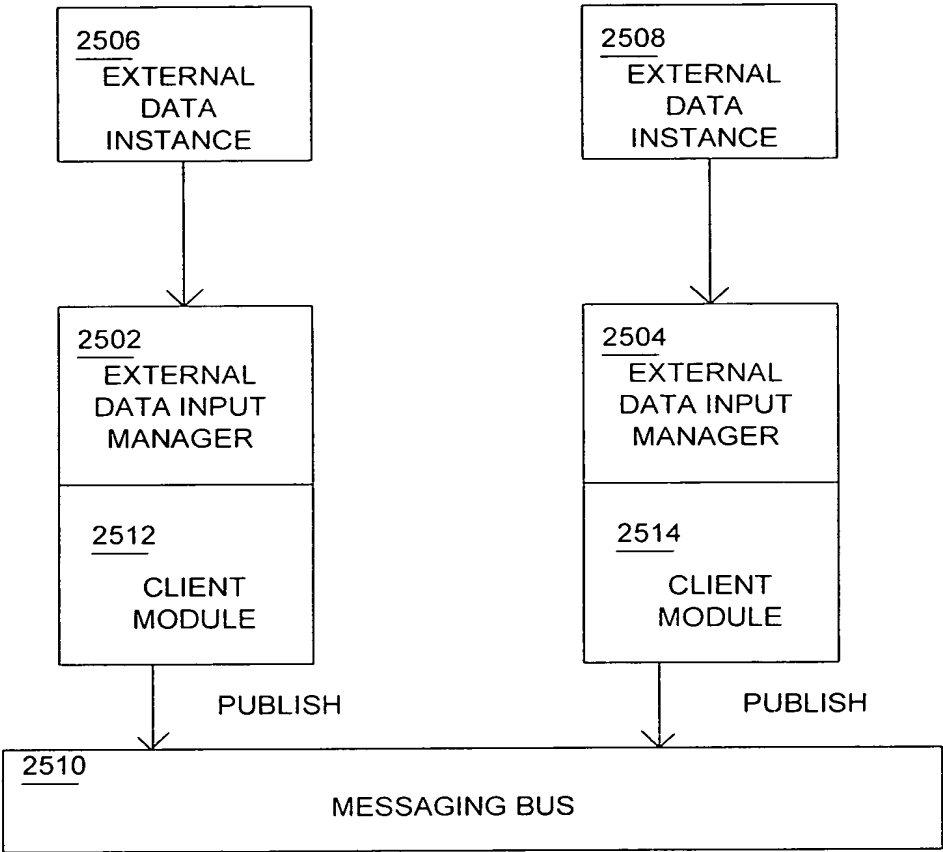 2506
EXTERNAL
DATA
INSTANCE
2508
EXTERNAL
DATA
INSTANCE
2502
EXTERNAL
DATA INPUT
MANAGER
2504
EXTERNAL
DATA INPUT
MANAGER
2512
CLIENT
MODULE
2514
CLIENT
MODULE
PUBLISH
PUBLISH
2510
MESSAGING BUS